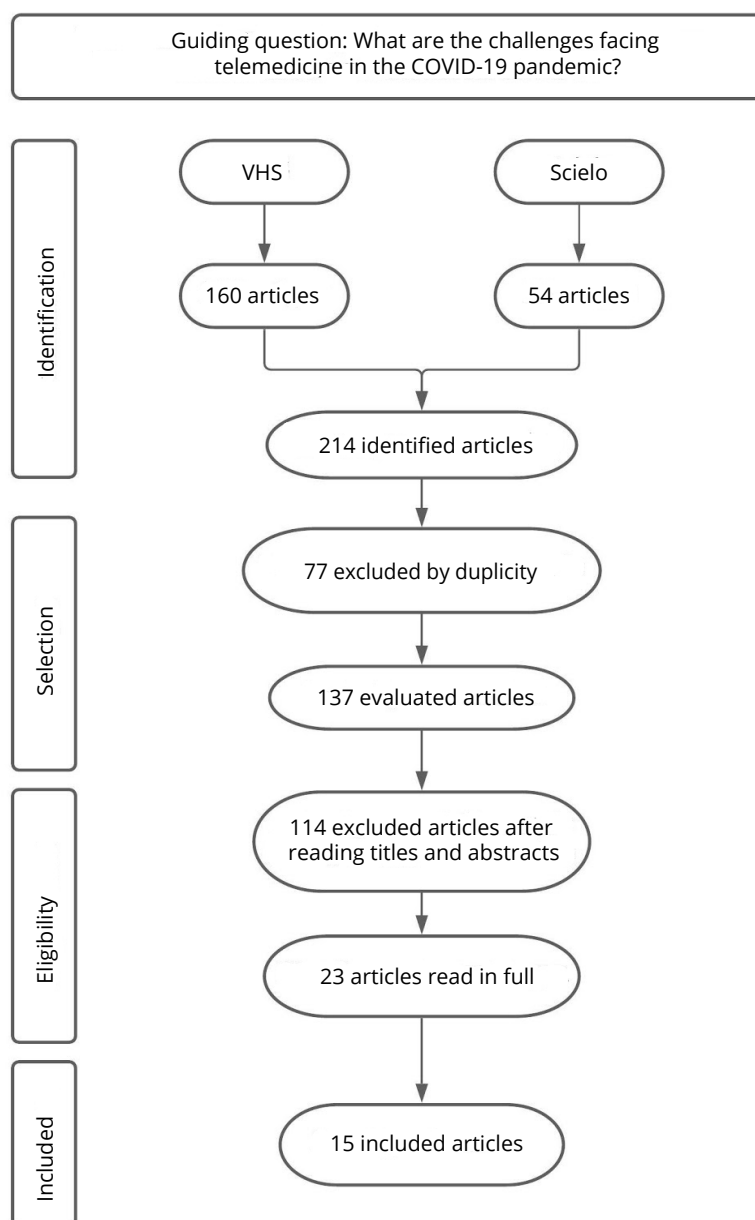 Guiding question: What are the challenges facing
telemedicine in the COVID-19 pandemic?
Identification
VHS
Scielo
160 articles
54 articles
214 identified articles
Selection
77 excluded by duplicity
137 evaluated articles
Eligibility
114 excluded articles after
reading titles and abstracts
23 articles read in full
Included
15 included articles